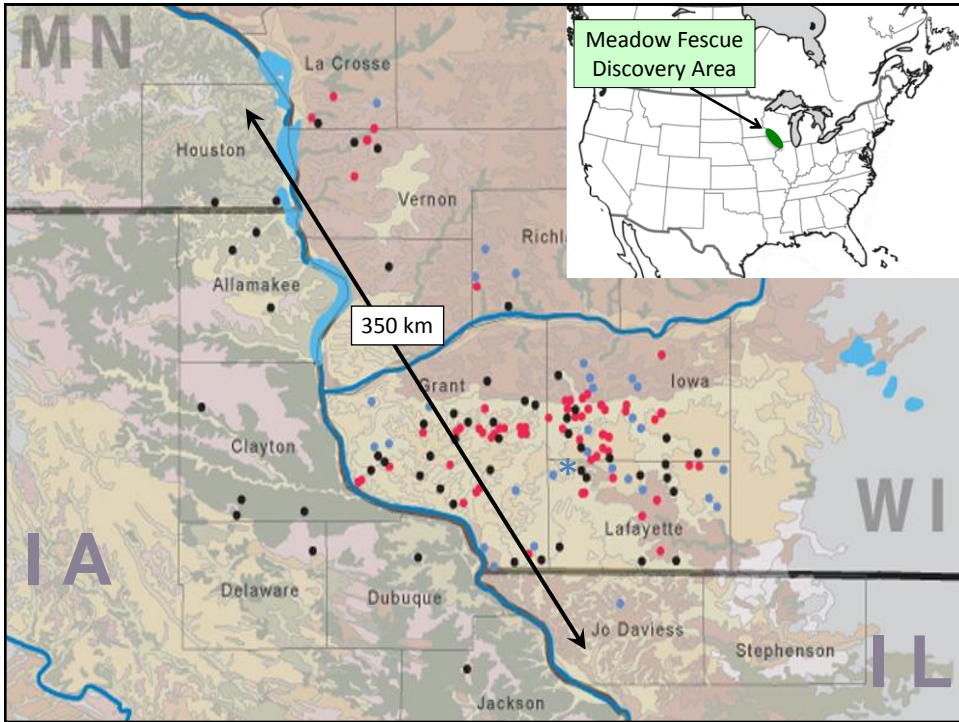 MN
La Crosse
Meadow Fescue
Discovery Area
Houston
Vernon
Richl
Allamakee
350 km
Grant
Iowa
Clayton
*
WI
Lafayette
IA
Delaware
Dubuque
Jo Daviess
Stephenson
IL
Jackson